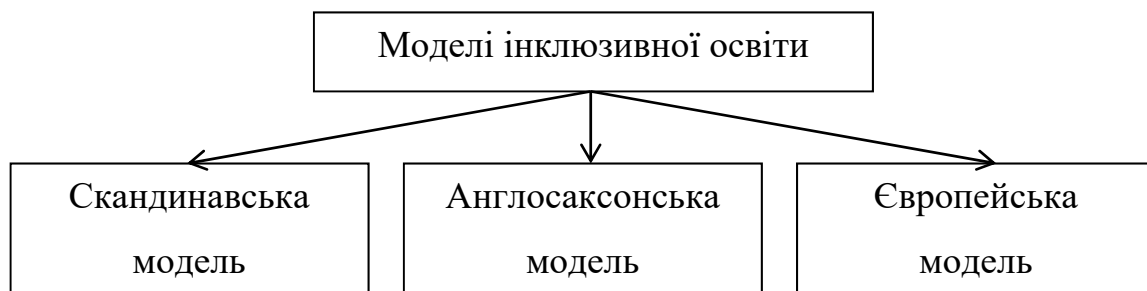 Моделі інклюзивної освіти
Скандинавська
модель
Англосаксонська
модель
Європейська
модель